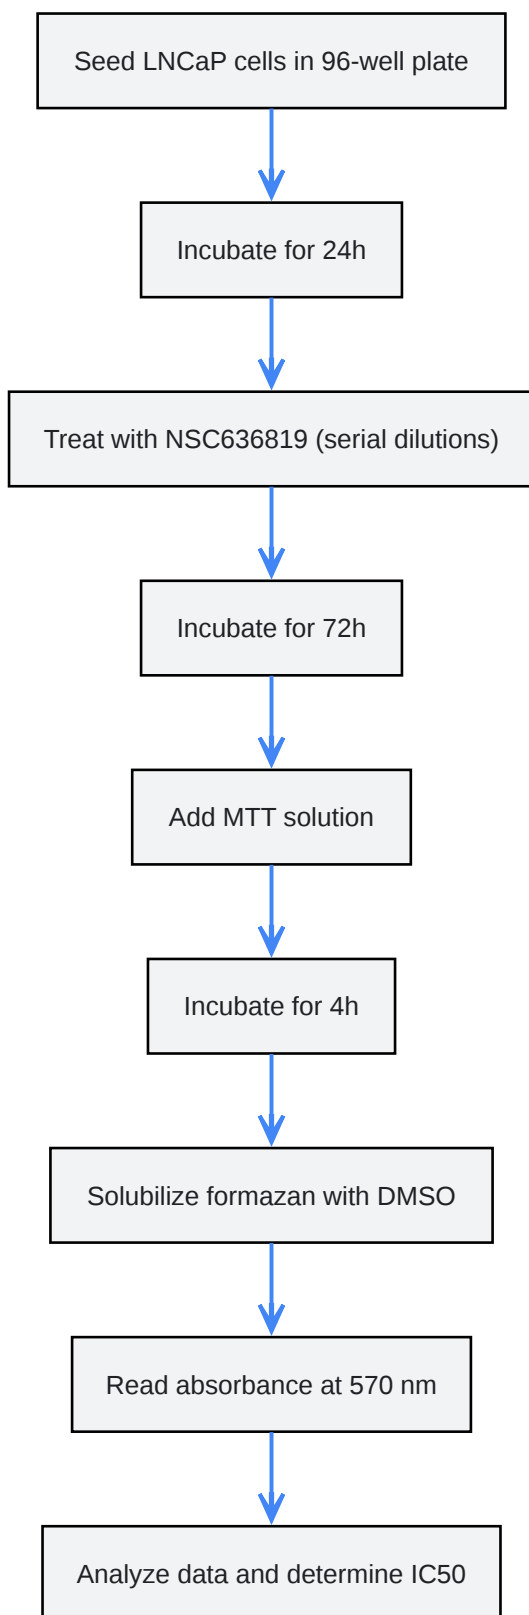 Seed LNCaP cells in 96-well plate
Incubate for 24h
Treat with NSC636819 (serial dilutions)
Incubate for 72h
Add MTT solution
Incubate for 4h
Solubilize formazan with DMSO
Read absorbance at 570 nm
Analyze data and determine IC50